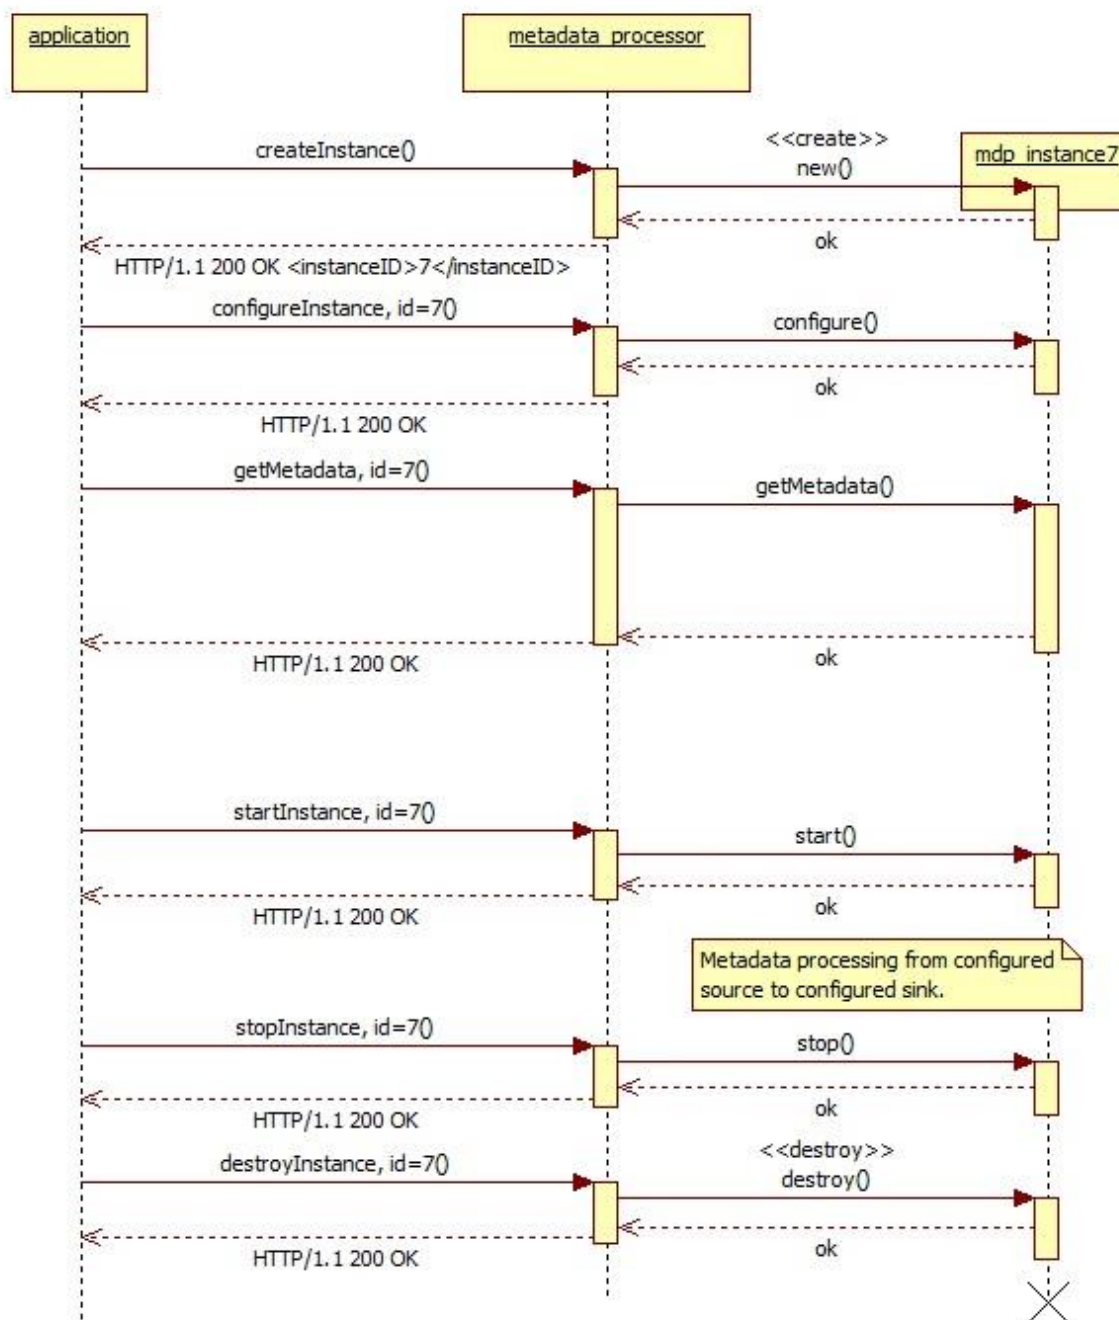 application
metadata_processor
mdp_instance7
createInstance()
<<create>>
new()
ok
HTTP/1.1 200 OK <instanceID>7</instanceID>
configureInstance, id=7()
configure()
ok
HTTP/1.1 200 OK
getMetadata, id=7()
getMetadata()
ok
HTTP/1.1 200 OK
startInstance, id=7()
start()
ok
HTTP/1.1 200 OK
Metadata processing from configured
source to configured sink.
stopInstance, id=7()
stop()
ok
HTTP/1.1 200 OK
<<destroy>>
destroyInstance, id=7()
destroy()
ok
HTTP/1.1 200 OK